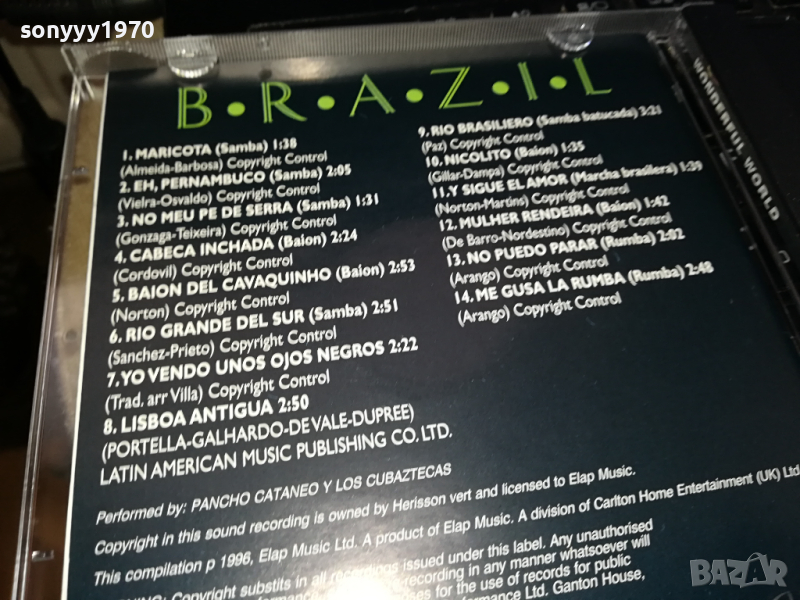 sonyyy1970
B•R•A•Z•I•L
1. MARICOTA (Samba) 1:38
(Almeida-Barbosa) Copyright Control
2. EH, PERNAMBUCO (Samba) 2:05
(Vielra-Osvaldo) Copyright Control
3. NO MEU PE DE SERRA (Samba) 1:31
(Gonzaga-Teixeira) Copyright Control
4. CABECA INCHADA (Baion) 2:24
(Cordovil) Copyright Control
5. BAION DEL CAVAQUINHO (Baion) 2:53
(Norton) Copyright Control
6. RIO GRANDE DEL SUR (Samba) 2:51
(Sanchez-Prieto) Copyright Control
7. YO VENDO UNOS OJOS NEGROS 2:22
(Trad. arr Villa) Copyright Control
8. LISBOA ANTIGUA 2:50
(PORTELLA-GALHARDO-DE VALE-DUPREE)
LATIN AMERICAN MUSIC PUBLISHING CO. LTD.
9. RIO BRASILIERO (Samba batucada) 3:21
(Paz) Copyright Control
10. NICOLITO (Baion) 1:35
(Gillar-Dampa) Copyright Control
11. Y SIGUE EL AMOR (Marcha brasilera) 1:39
(Norton-Martins) Copyright Control
12. MULHER RENDEIRA (Baion) 1:42
(De Barro-Nordestino) Copyright Control
13. NO PUEDO PARAR (Rumba) 2:02
(Arango) Copyright Control
14. ME GUSA LA RUMBA (Rumba) 2:48
(Arango) Copyright Control
Performed by: PANCHO CATANEO Y LOS CUBAZTECAS
Copyright in this sound recording is owned by Herisson vert and licensed to Elap Music.
This compilation p 1996, Elap Music Ltd. A product of Elap Music. A division of Carlton Home Entertainment (UK) Ltd
Copyright substits in all recordings issued under this label. Any unauthorised
recording in any manner whatsoever will
for the use of records for public
Ltd. Ganton House,
WONDERFUL WORLD
BAZAR